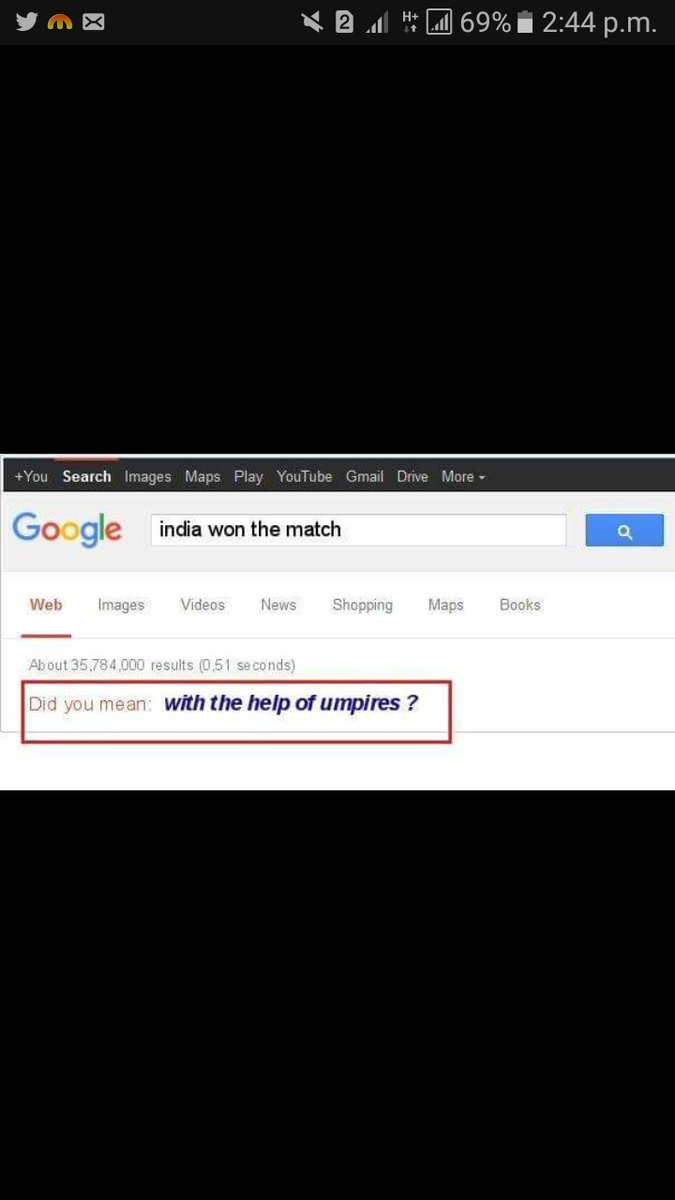 2 H+ 69% 2:44 p.m.
+You Search Images Maps Play YouTube Gmail Drive More
Google india won the match
Web Images Videos News Shopping Maps Books
About 35,784,000 results (0,51 seconds)
Did you mean: with the help of umpires ?